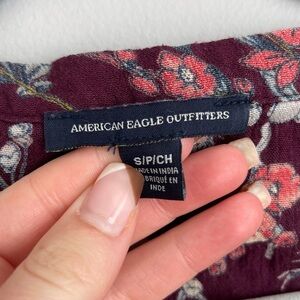 AMERICAN EAGLE OUTFITTERS
S/P/CH
MADE IN INDIA
FABRIQUÉ EN
INDE